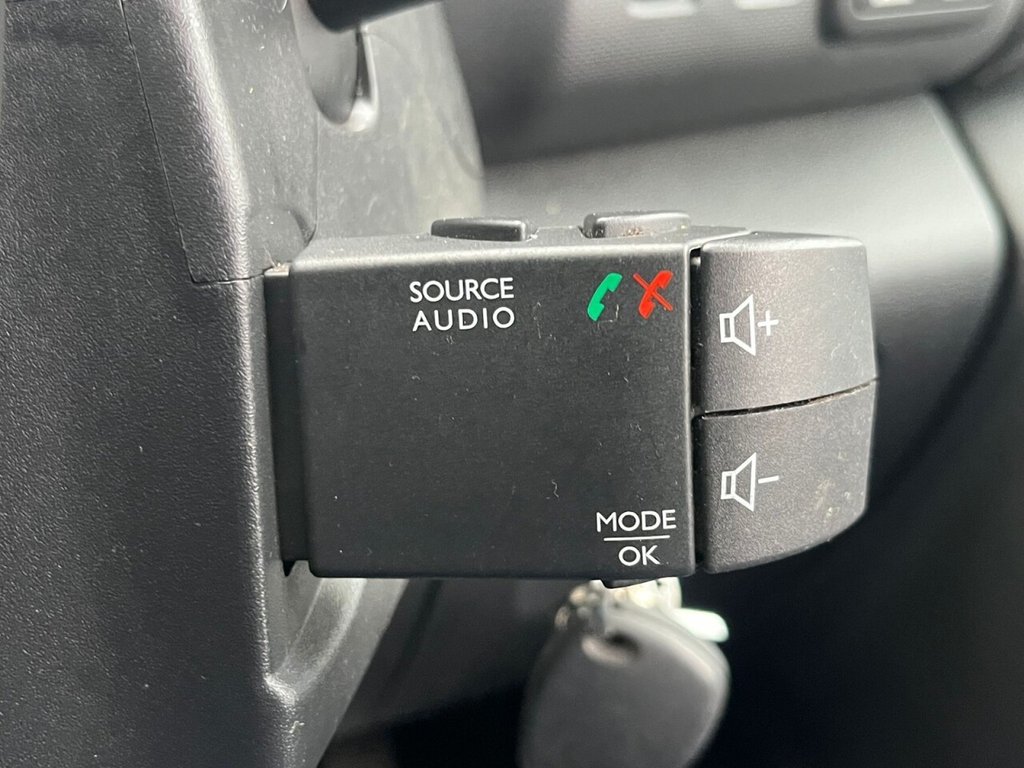 SOURCE
AUDIO
+
-
MODE
OK